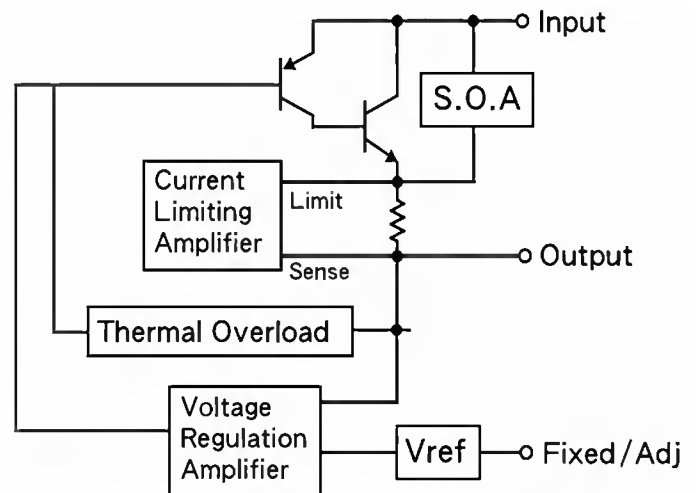 Input
S.O.A
Current
Limiting
Amplifier
Limit
Sense
Output
Thermal Overload
Voltage
Regulation
Amplifier
Vref
Fixed/Adj